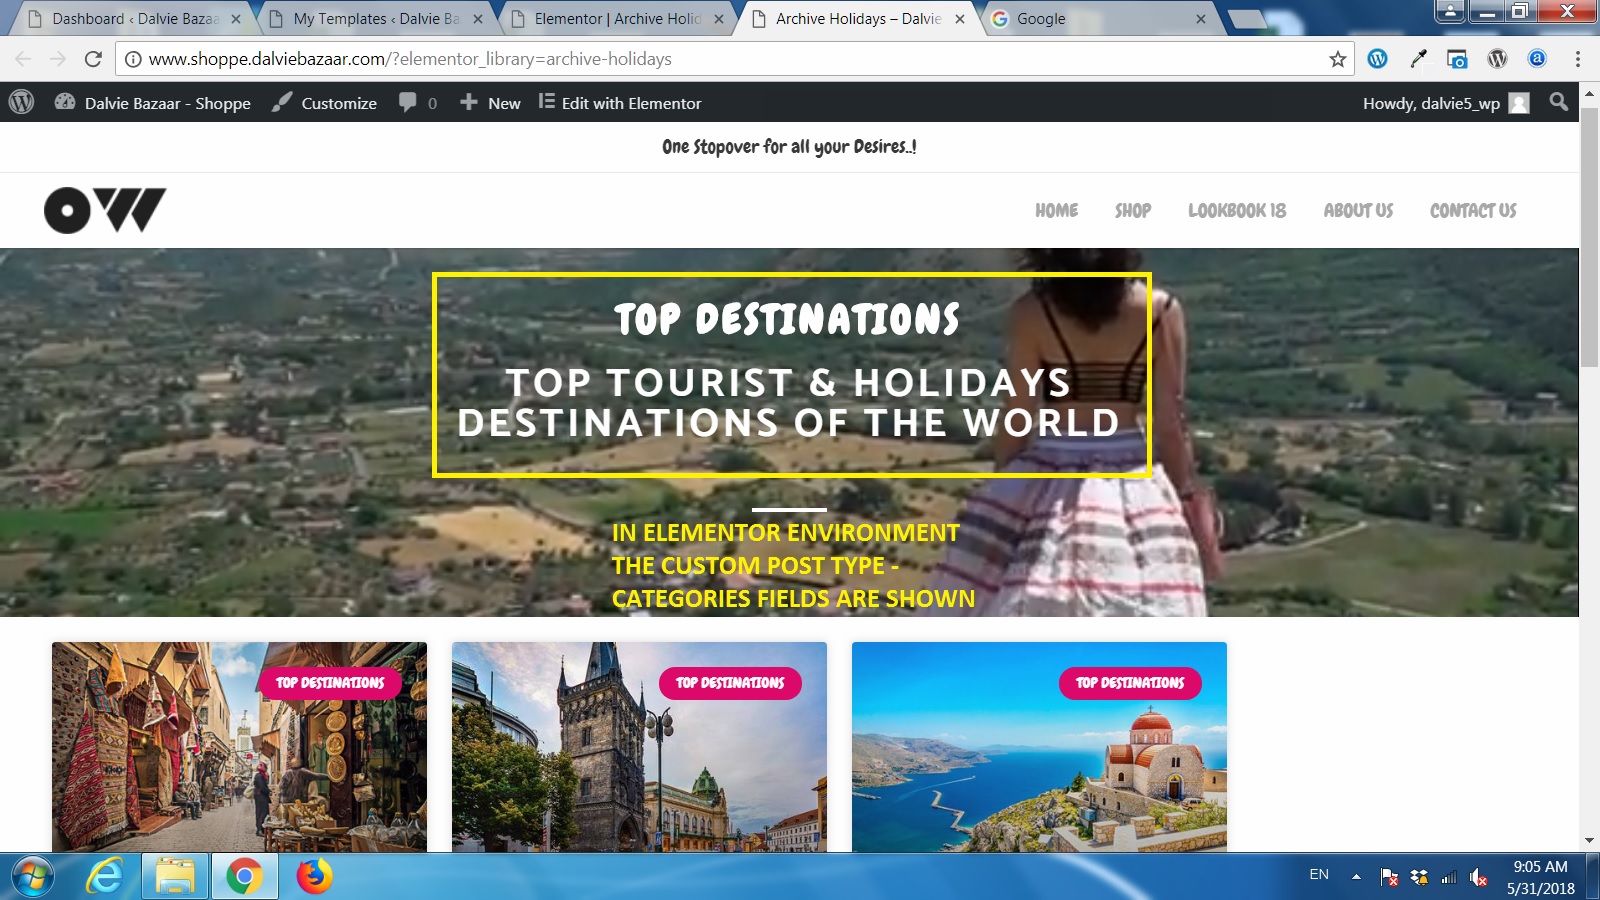 Dashboard ‹ Dalvie Bazaa
My Templates ‹ Dalvie Ba
Elementor | Archive Holid
Archive Holidays – Dalvie
Google
www.shoppe.dalviebazaar.com/?elementor_library=archive-holidays
Dalvie Bazaar - Shoppe
Customize
0
New
Edit with Elementor
Howdy, dalvie5_wp
One Stopover for all your Desires..!
OW
HOME
SHOP
LOOKBOOK 18
ABOUT US
CONTACT US
TOP DESTINATIONS
TOP TOURIST & HOLIDAYS
DESTINATIONS OF THE WORLD
IN ELEMENTOR ENVIRONMENT
THE CUSTOM POST TYPE -
CATEGORIES FIELDS ARE SHOWN
TOP DESTINATIONS
TOP DESTINATIONS
TOP DESTINATIONS
EN
9:05 AM
5/31/2018